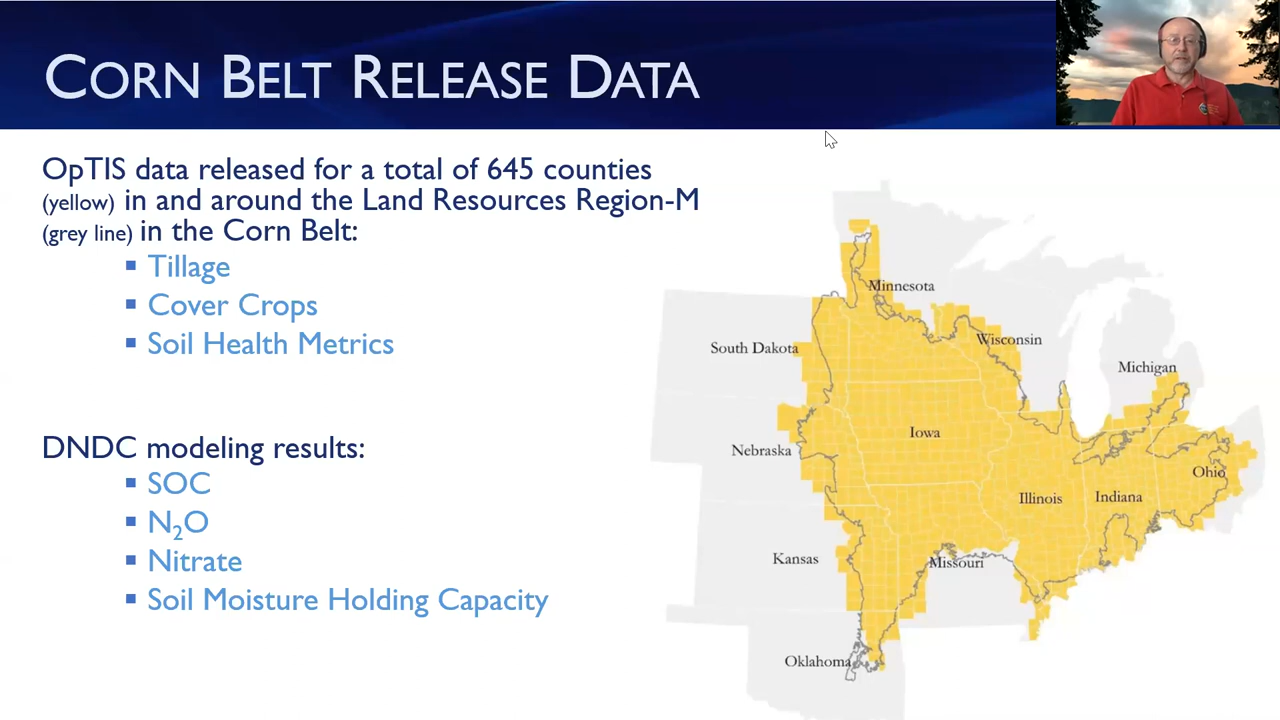 CORN BELT RELEASE DATA
OpTIS data released for a total of 645 counties
(yellow) in and around the Land Resources Region-M
(grey line) in the Corn Belt:
▪ Tillage
▪ Cover Crops
▪ Soil Health Metrics
DNDC modeling results:
▪ SOC
▪ N₂O
▪ Nitrate
▪ Soil Moisture Holding Capacity
Minnesota
Wisconsin
South Dakota
Michigan
Iowa
Nebraska
Ohio
Illinois
Indiana
Kansas
Missouri
Oklahoma